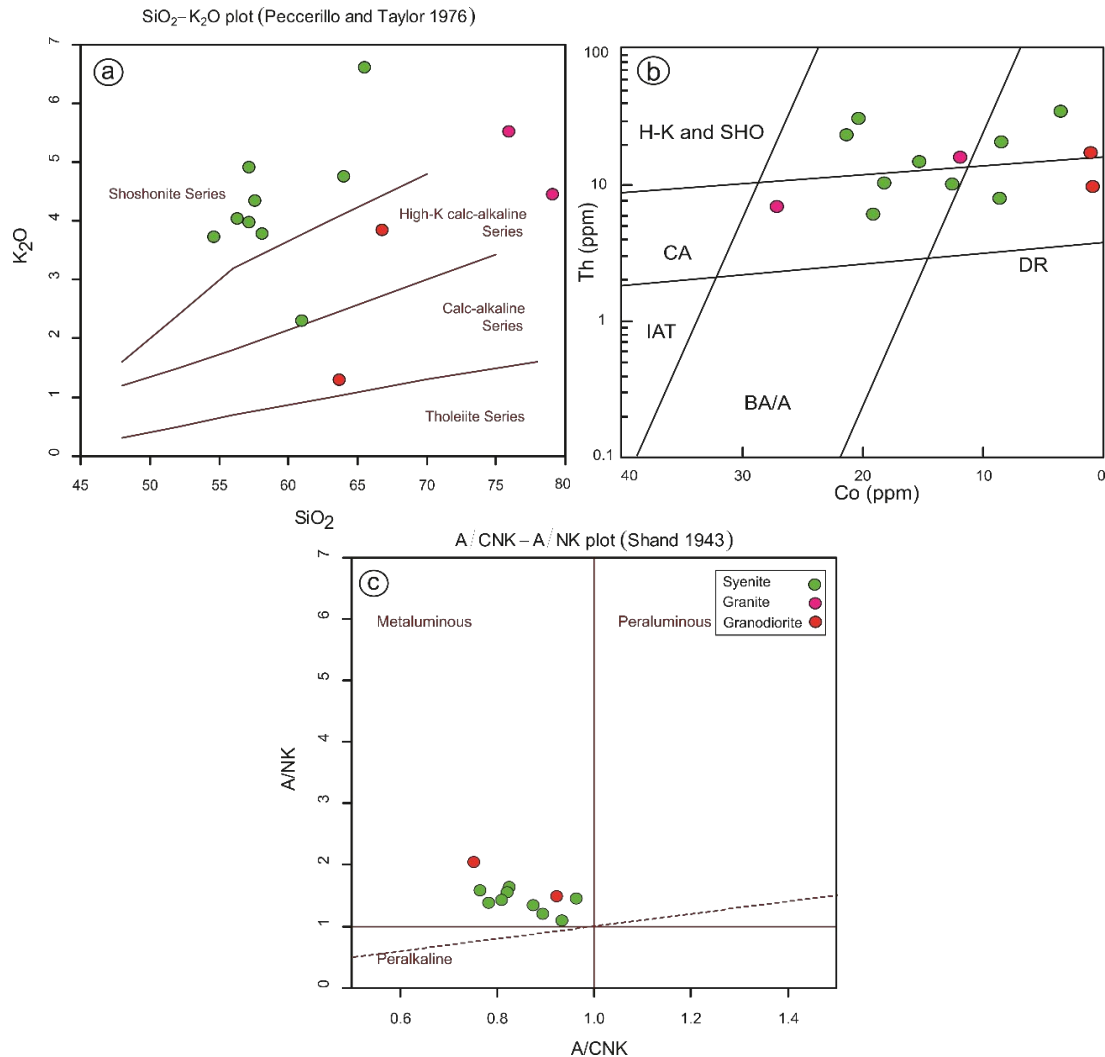 SiO₂–K₂O plot (Peccerillo and Taylor 1976)
a
7
6
5
4
3
2
1
0
K₂O
Shoshonite Series
High-K calc-alkaline
Series
Calc-alkaline
Series
Tholeiite Series
45
50
55
60
65
70
75
80
SiO₂
b
100
10
1
0.1
Th (ppm)
H-K and SHO
CA
IAT
BA/A
DR
40
30
20
10
0
Co (ppm)
A/CNK–A/NK plot (Shand 1943)
c
7
6
5
4
3
2
1
0
A/NK
Metaluminous
Peraluminous
Peralkaline
Syenite
Granite
Granodiorite
0.6
0.8
1.0
1.2
1.4
A/CNK